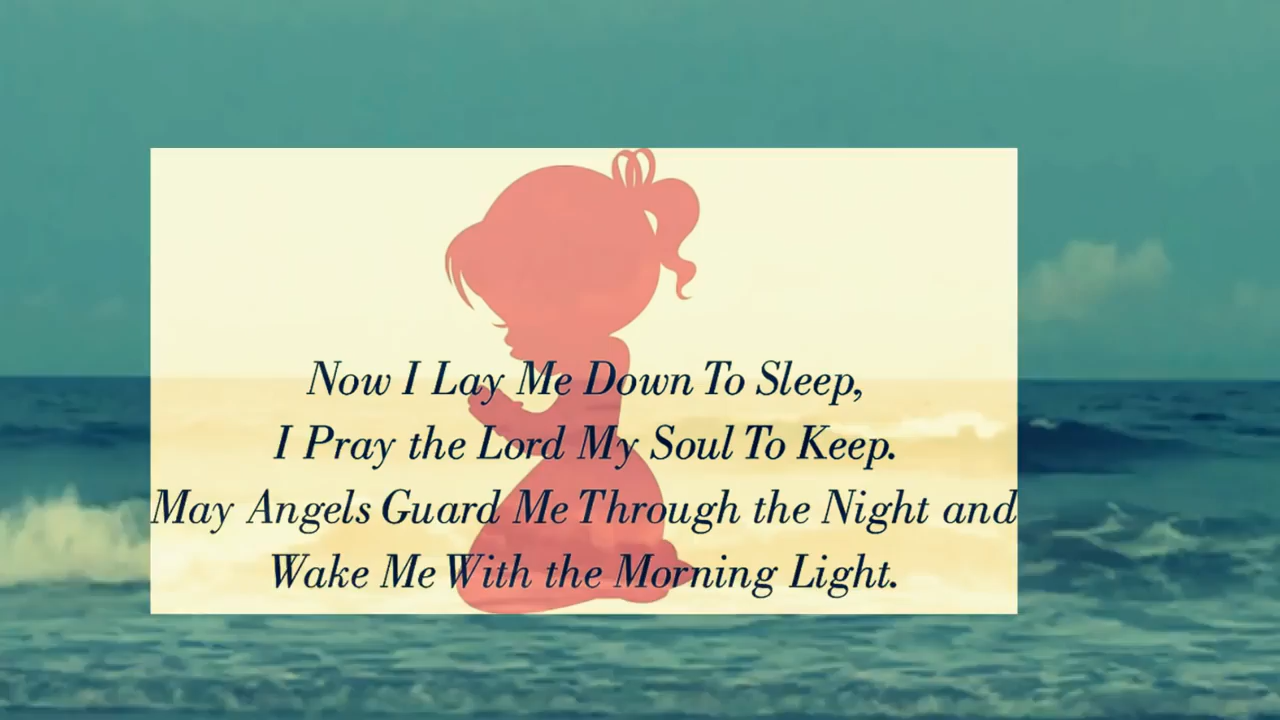 Now I Lay Me Down To Sleep,
I Pray the Lord My Soul To Keep.
May Angels Guard Me Through the Night and
Wake Me With the Morning Light.